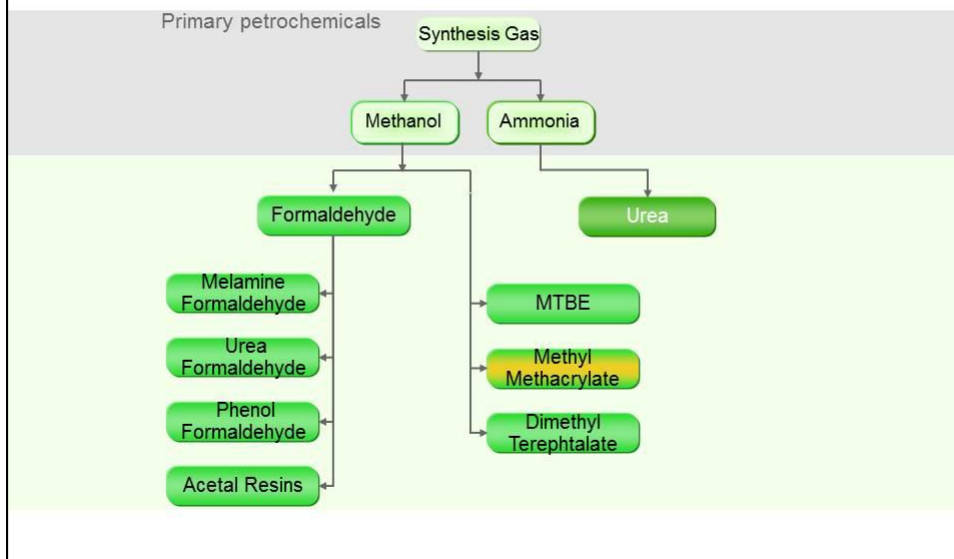 Primary petrochemicals
Synthesis Gas
Methanol
Ammonia
Formaldehyde
Urea
Melamine
Formaldehyde
MTBE
Urea
Formaldehyde
Methyl
Methacrylate
Phenol
Formaldehyde
Dimethyl
Terephtalate
Acetal Resins